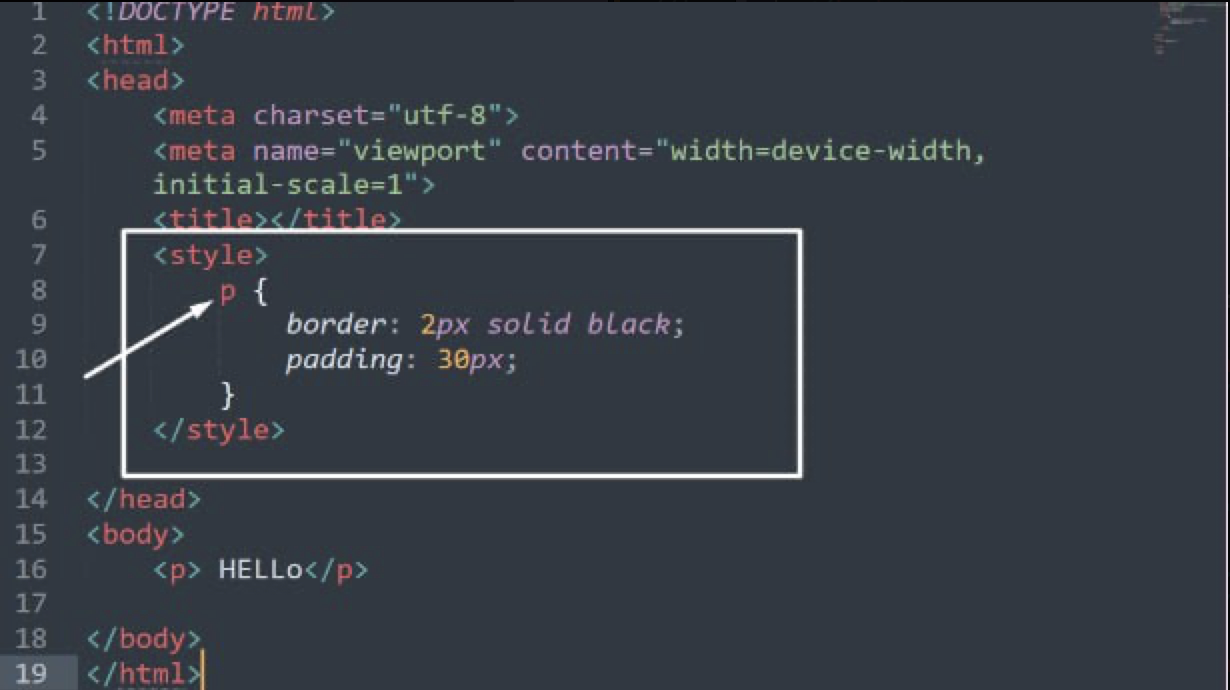 1 <!DOCTYPE html>
2 <html>
3 <head>
4 <meta charset="utf-8">
5 <meta name="viewport" content="width=device-width,
initial-scale=1">
6 <title></title>
7 <style>
8 p {
9 border: 2px solid black;
10 padding: 30px;
11 }
12 </style>
13
14 </head>
15 <body>
16 <p> HELLo</p>
17
18 </body>
19 </html>